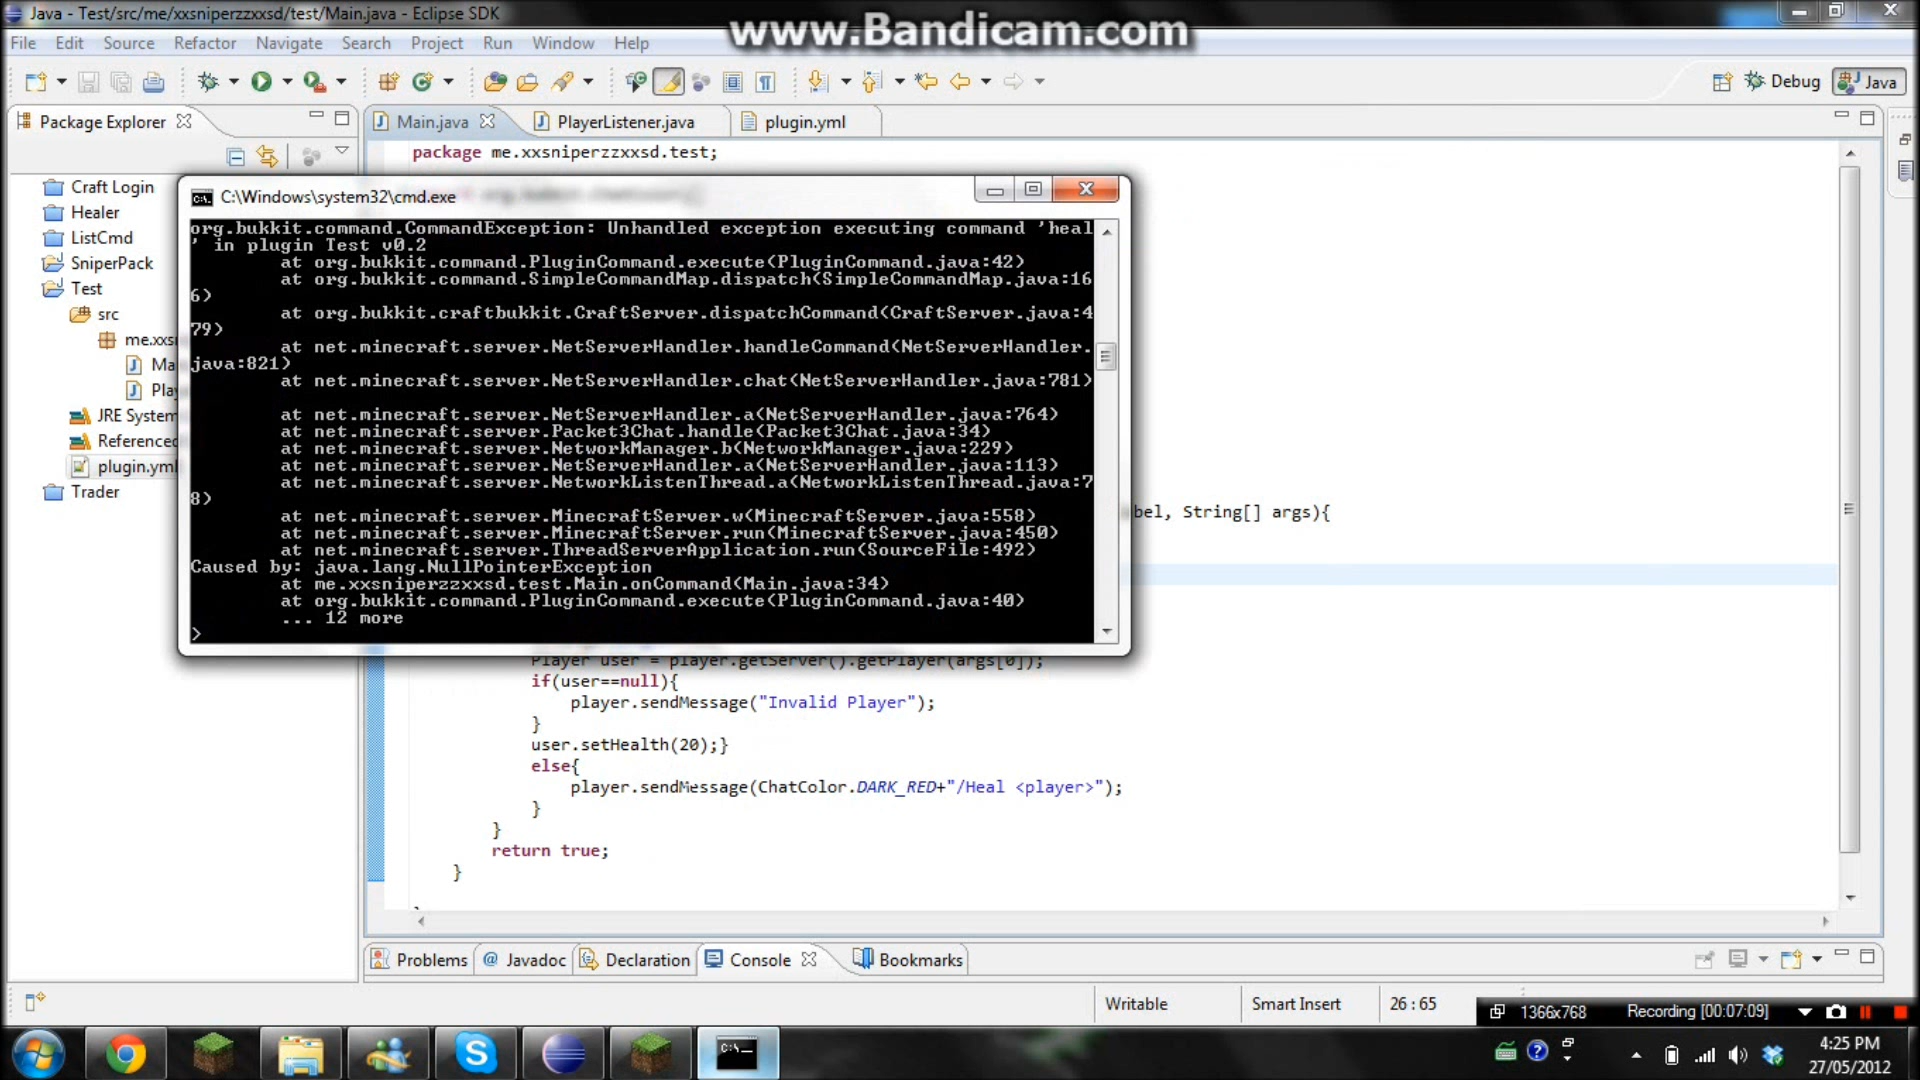 Java - Test/src/me/xxsniperzzxxsd/test/Main.java - Eclipse SDK
www.Bandicam.com
File Edit Source Refactor Navigate Search Project Run Window Help
Debug Java
Package Explorer
Main.java PlayerListener.java plugin.yml
package me.xxsniperzzxxsd.test;
Craft Login
Healer
ListCmd
SniperPack
Test
src
me.xxsn
Ma
Play
JRE System
Referenced
plugin.yml
Trader
C:\Windows\system32\cmd.exe
org.bukkit.command.CommandException: Unhandled exception executing command 'heal
' in plugin Test v0.2
at org.bukkit.command.PluginCommand.execute(PluginCommand.java:42)
at org.bukkit.command.SimpleCommandMap.dispatch(SimpleCommandMap.java:16
6)
at org.bukkit.craftbukkit.CraftServer.dispatchCommand(CraftServer.java:4
79)
at net.minecraft.server.NetServerHandler.handleCommand(NetServerHandler.
java:821)
at net.minecraft.server.NetServerHandler.chat(NetServerHandler.java:781)
at net.minecraft.server.NetServerHandler.a(NetServerHandler.java:764)
at net.minecraft.server.Packet3Chat.handle(Packet3Chat.java:34)
at net.minecraft.server.NetworkManager.b(NetworkManager.java:229)
at net.minecraft.server.NetServerHandler.a(NetServerHandler.java:113)
at net.minecraft.server.NetworkListenThread.a(NetworkListenThread.java:7
8)
at net.minecraft.server.MinecraftServer.w(MinecraftServer.java:558)
at net.minecraft.server.MinecraftServer.run(MinecraftServer.java:450)
at net.minecraft.server.ThreadServerApplication.run(SourceFile:492)
Caused by: java.lang.NullPointerException
at me.xxsniperzzxxsd.test.Main.onCommand(Main.java:34)
at org.bukkit.command.PluginCommand.execute(PluginCommand.java:40)
... 12 more
>
bel, String[] args){
Player user = player.getServer().getPlayer(args[0]);
if(user==null){
player.sendMessage("Invalid Player");
}
user.setHealth(20);}
else{
player.sendMessage(ChatColor.DARK_RED+"/Heal <player>");
}
}
return true;
}
Problems Javadoc Declaration Console Bookmarks
Writable Smart Insert 26 : 65
1366x768 Recording [00:07:09]
4:25 PM
27/05/2012